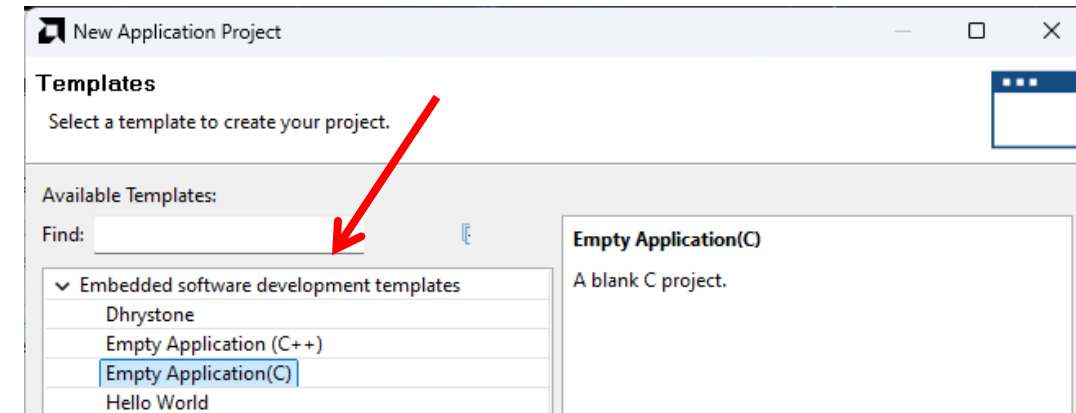 New Application Project
Templates
Select a template to create your project.
Available Templates:
Find:
Embedded software development templates
Dhrystone
Empty Application (C++)
Empty Application(C)
Hello World
Empty Application(C)
A blank C project.